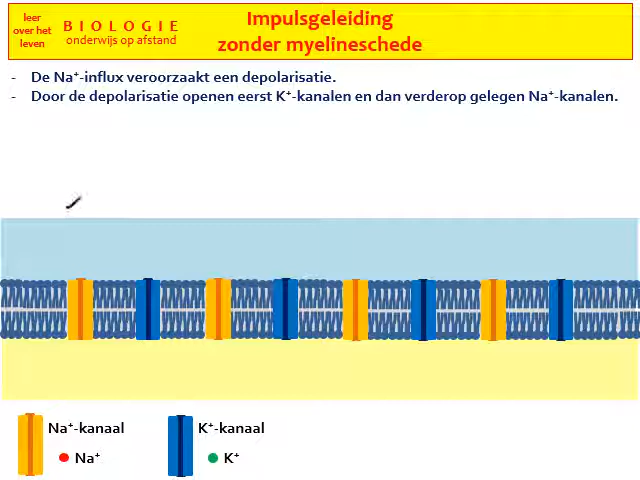 leer
over het
leven
BIOLOGIE
onderwijs op afstand
Impulsgeleiding
zonder myelineschede
- De Na⁺-influx veroorzaakt een depolarisatie.
- Door de depolarisatie openen eerst K⁺-kanalen en dan verderop gelegen Na⁺-kanalen.
Na⁺-kanaal
K⁺-kanaal
Na⁺
K⁺